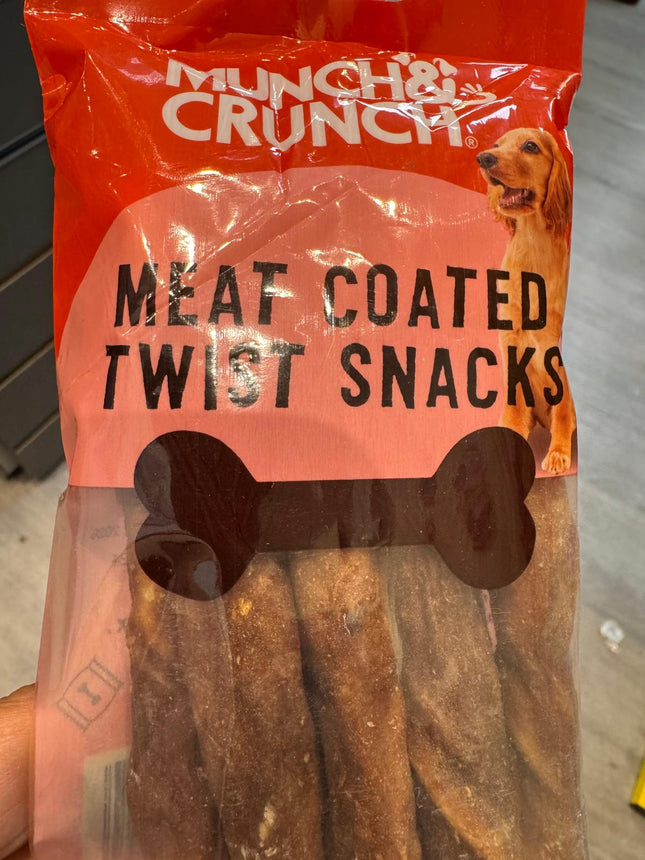 MUNCH&
CRUNCH®
MEAT COATED
TWIST SNACKS